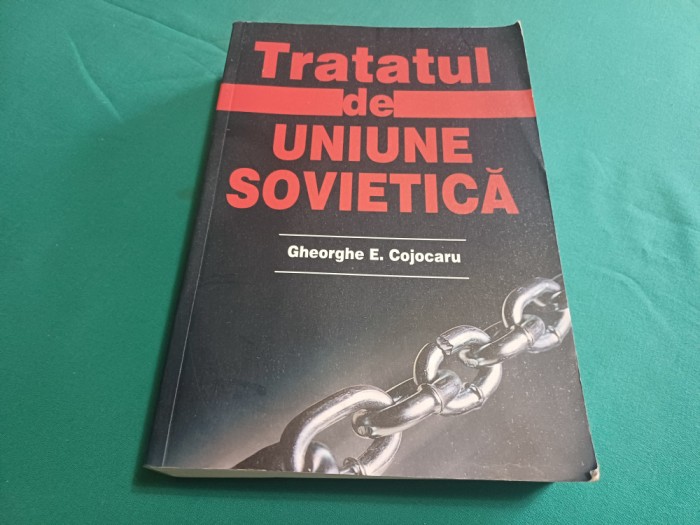 Tratatul
de
UNIUNE
SOVIETICĂ
Gheorghe E. Cojocaru